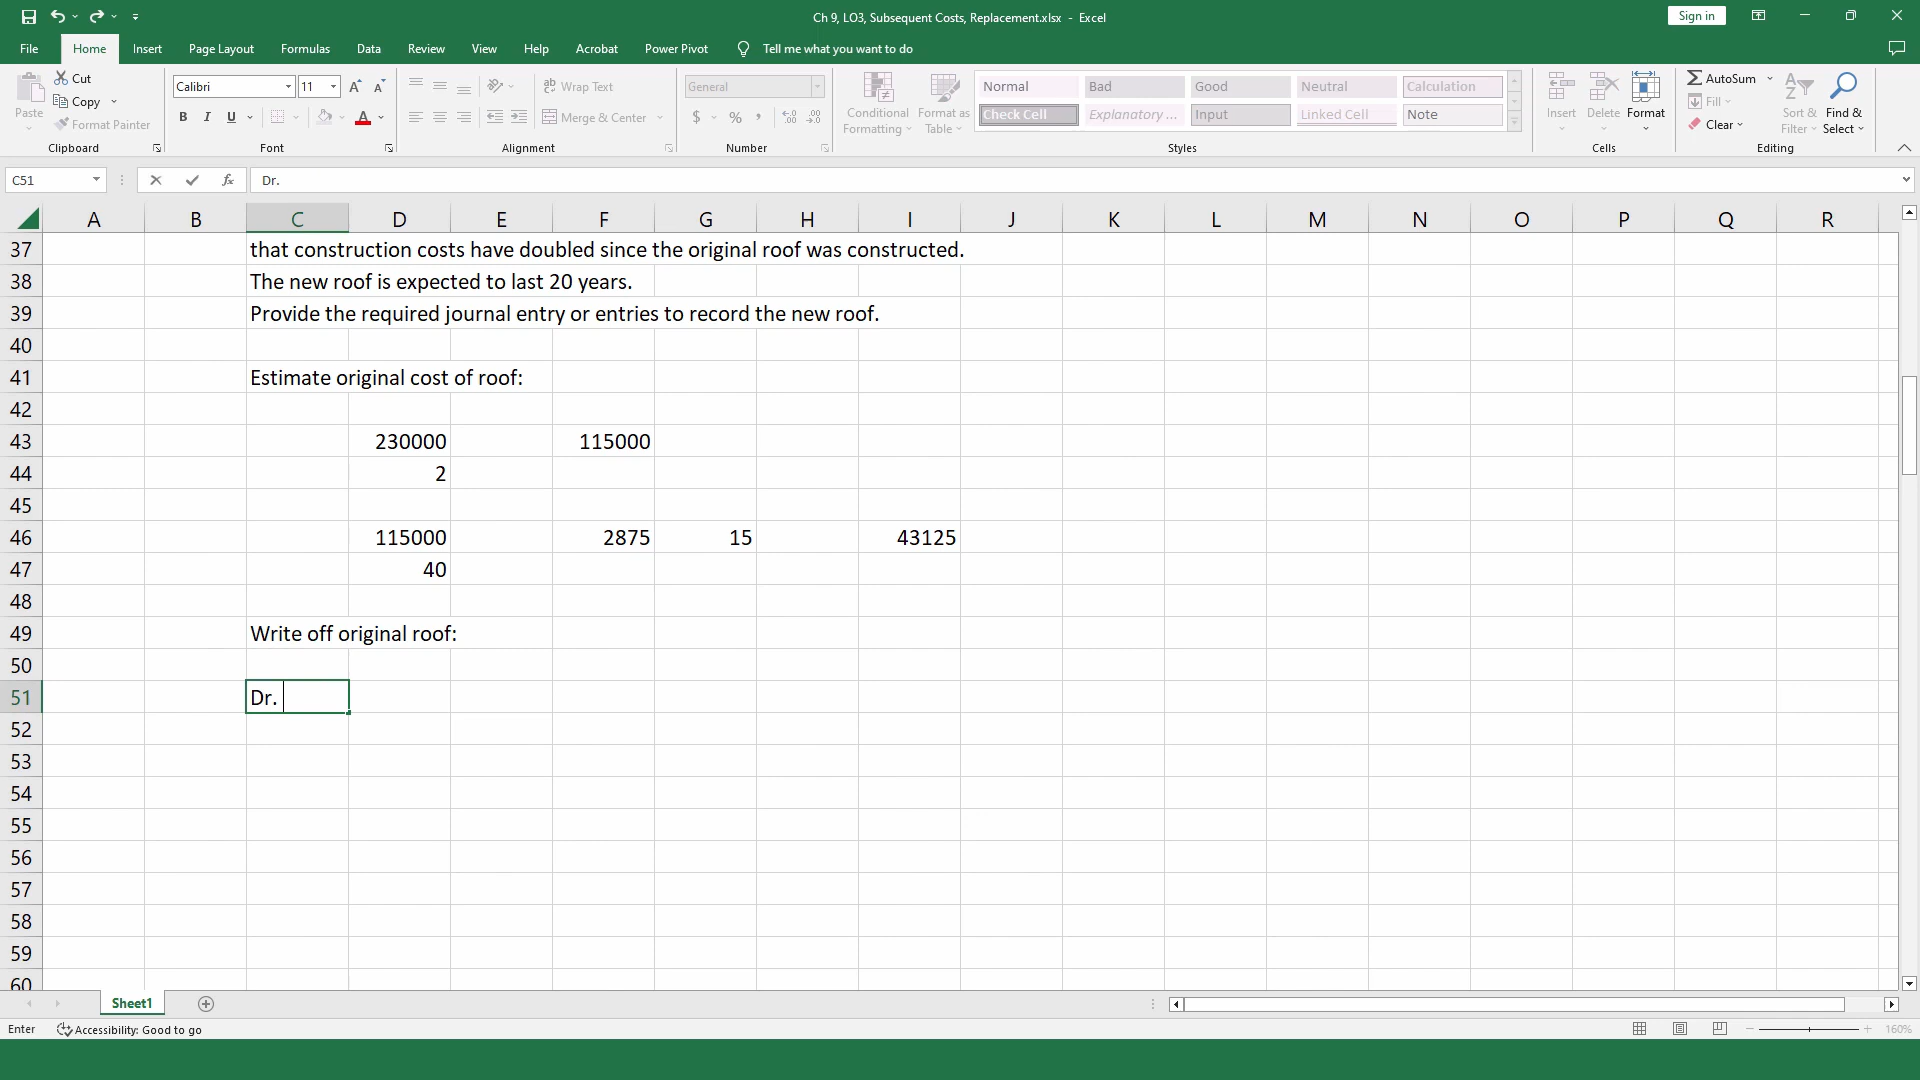 Ch 9, LO3, Subsequent Costs, Replacement.xlsx - Excel
Sign in
File Home Insert Page Layout Formulas Data Review View Help Acrobat Power Pivot Tell me what you want to do
Paste
Cut
Copy
Format Painter
Clipboard
Calibri 11
B I U
Font
Wrap Text
Merge & Center
Alignment
General
$ % ,
Number
Conditional Formatting
Format as Table
Normal Bad Good Neutral Calculation
Check Cell Explanatory ... Input Linked Cell Note
Styles
Insert Delete Format
Cells
AutoSum
Fill
Clear
Sort & Filter
Find & Select
Editing
C51 fx Dr.
A B C D E F G H I J K L M N O P Q R
37 that construction costs have doubled since the original roof was constructed.
38 The new roof is expected to last 20 years.
39 Provide the required journal entry or entries to record the new roof.
40
41 Estimate original cost of roof:
42
43 230000 115000
44 2
45
46 115000 2875 15 43125
47 40
48
49 Write off original roof:
50
51 Dr.
52
53
54
55
56
57
58
59
60
Sheet1
Enter Accessibility: Good to go 160%